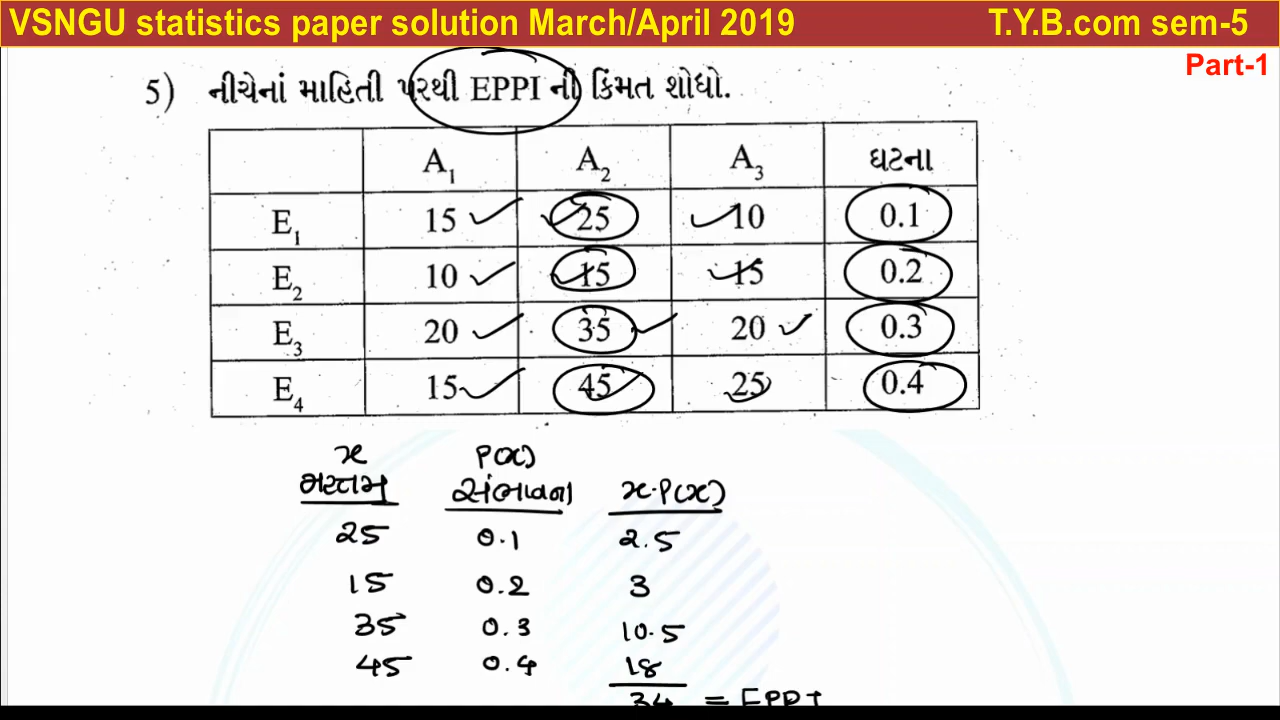 VSNGU statistics paper solution March/April 2019 T.Y.B.com sem-5
Part-1
5) નીચેનાં માહિતી પરથી EPPI ની કિંમત શોધો.
A1 A2 A3 ઘટના
E1 15 25 10 0.1
E2 10 15 15 0.2
E3 20 35 20 0.3
E4 15 45 25 0.4
x P(x)
મહત્તમ સંભાવના x·P(x)
25 0.1 2.5
15 0.2 3
35 0.3 10.5
45 0.4 18
34 = EPPI